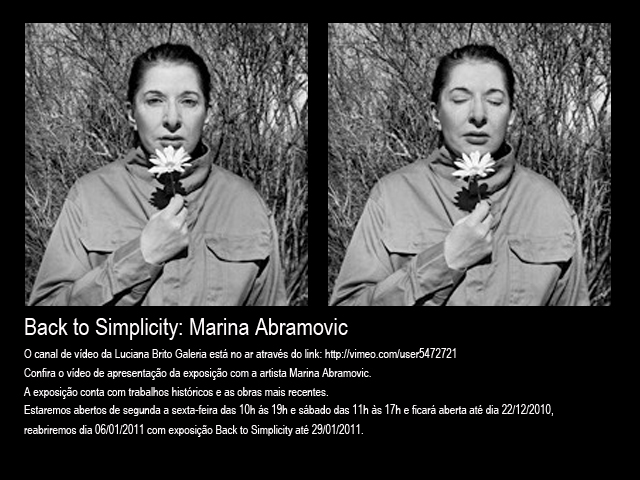 Back to Simplicity: Marina Abramovic
O canal de vídeo da Luciana Brito Galeria está no ar através do link: http://vimeo.com/user5472721
Confira o vídeo de apresentação da exposição com a artista Marina Abramovic.
A exposição conta com trabalhos históricos e as obras mais recentes.
Estaremos abertos de segunda a sexta-feira das 10h ás 19h e sábado das 11h às 17h e ficará aberta até dia 22/12/2010,
reabriremos dia 06/01/2011 com exposição Back to Simplicity até 29/01/2011.